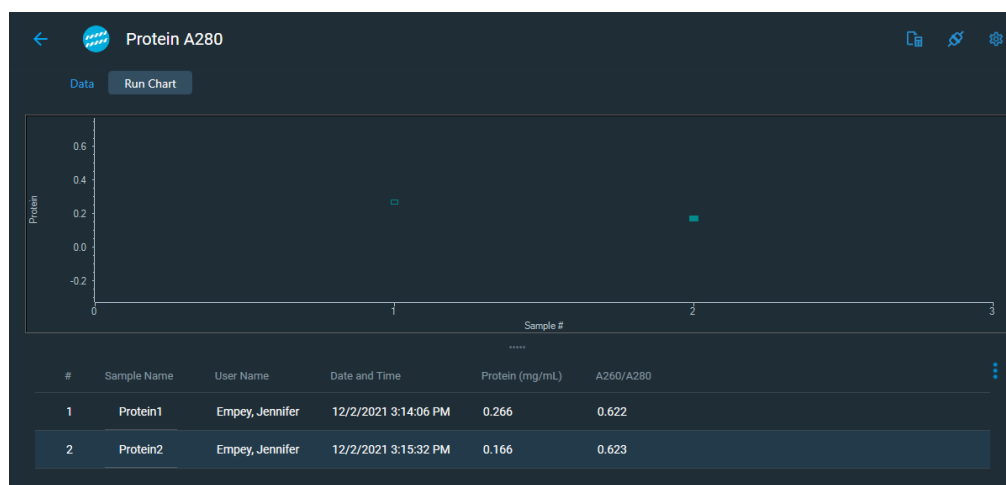 Protein A280
Data Run Chart
0.6
0.4
0.2
0.0
-0.2
Protein
0 1 2 3
Sample #
# Sample Name User Name Date and Time Protein (mg/mL) A260/A280
1 Protein1 Empey, Jennifer 12/2/2021 3:14:06 PM 0.266 0.622
2 Protein2 Empey, Jennifer 12/2/2021 3:15:32 PM 0.166 0.623